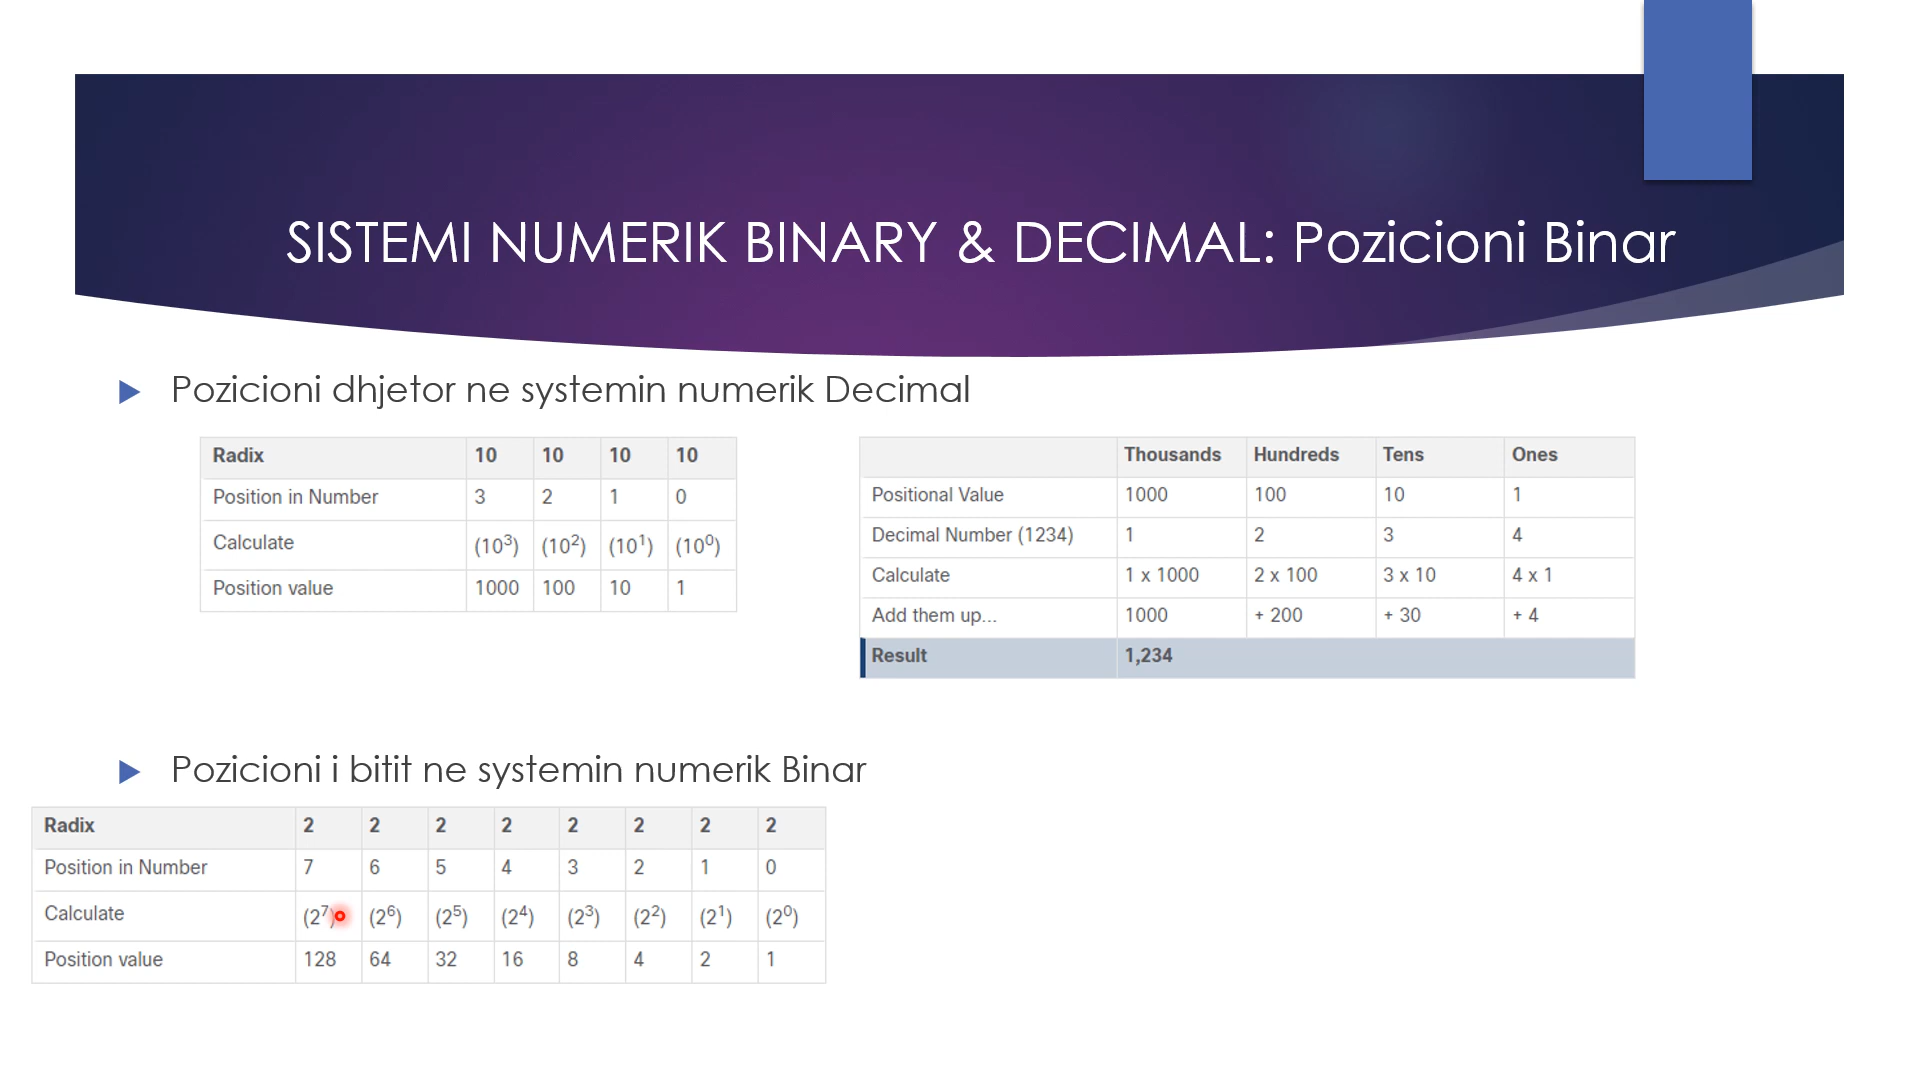 SISTEMI NUMERIK BINARY & DECIMAL: Pozicioni Binar
Pozicioni dhjetor ne systemin numerik Decimal
Radix 10 10 10 10
Position in Number 3 2 1 0
Calculate (10³) (10²) (10¹) (10⁰)
Position value 1000 100 10 1
Thousands Hundreds Tens Ones
Positional Value 1000 100 10 1
Decimal Number (1234) 1 2 3 4
Calculate 1 x 1000 2 x 100 3 x 10 4 x 1
Add them up... 1000 + 200 + 30 + 4
Result 1,234
Pozicioni i bitit ne systemin numerik Binar
Radix 2 2 2 2 2 2 2 2
Position in Number 7 6 5 4 3 2 1 0
Calculate (2⁷) (2⁶) (2⁵) (2⁴) (2³) (2²) (2¹) (2⁰)
Position value 128 64 32 16 8 4 2 1